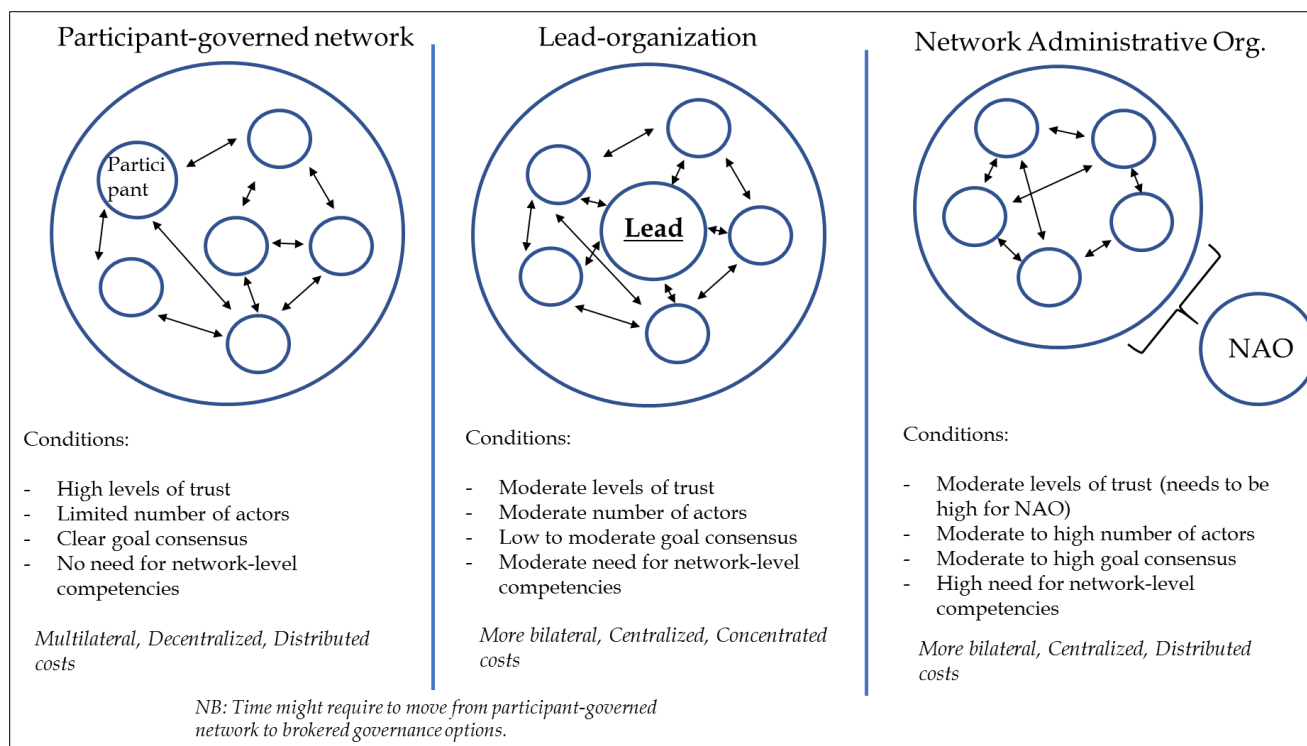 Participant-governed network
Partici
pant
Conditions:
- High levels of trust
- Limited number of actors
- Clear goal consensus
- No need for network-level
competencies
Multilateral, Decentralized, Distributed
costs
Lead-organization
Lead
Conditions:
- Moderate levels of trust
- Moderate number of actors
- Low to moderate goal consensus
- Moderate need for network-level
competencies
More bilateral, Centralized, Concentrated
costs
Network Administrative Org.
NAO
Conditions:
- Moderate levels of trust (needs to be
high for NAO)
- Moderate to high number of actors
- Moderate to high goal consensus
- High need for network-level
competencies
More bilateral, Centralized, Distributed
costs
NB: Time might require to move from participant-governed
network to brokered governance options.